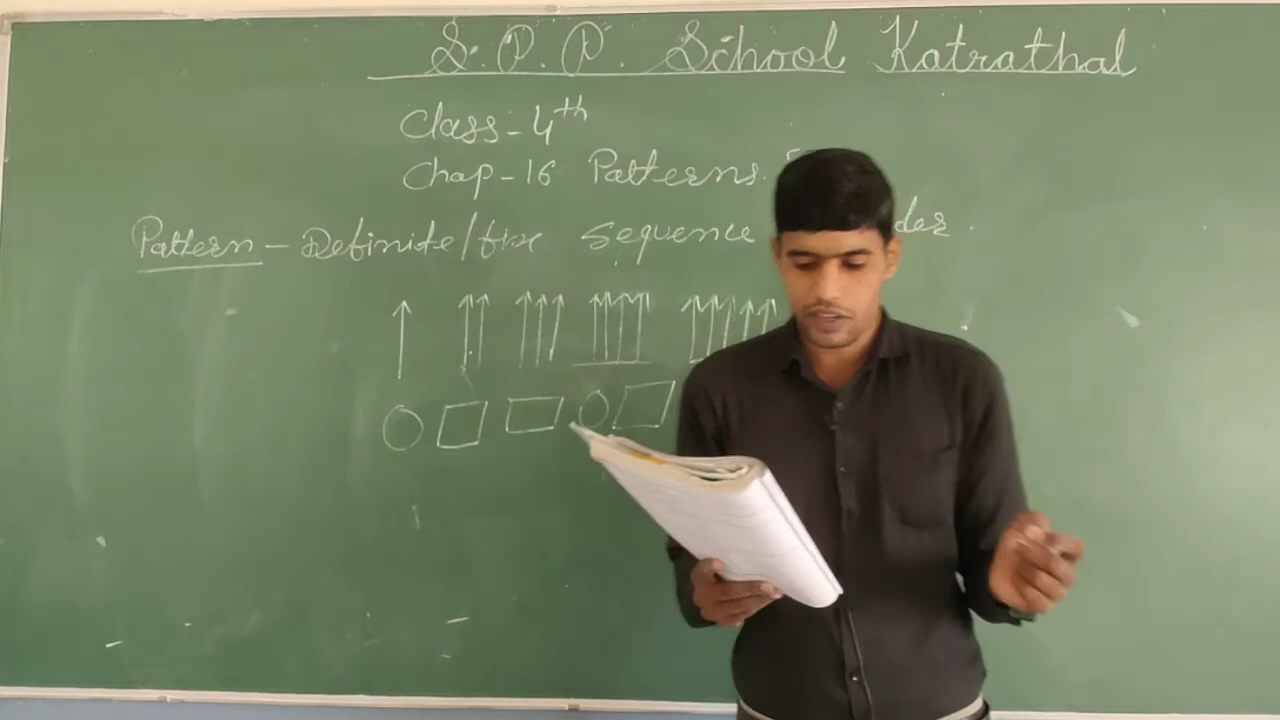 S. P. P. School Katrathal
Class - 4th
Chap - 16 Patterns.
Pattern - Definite/fix sequence